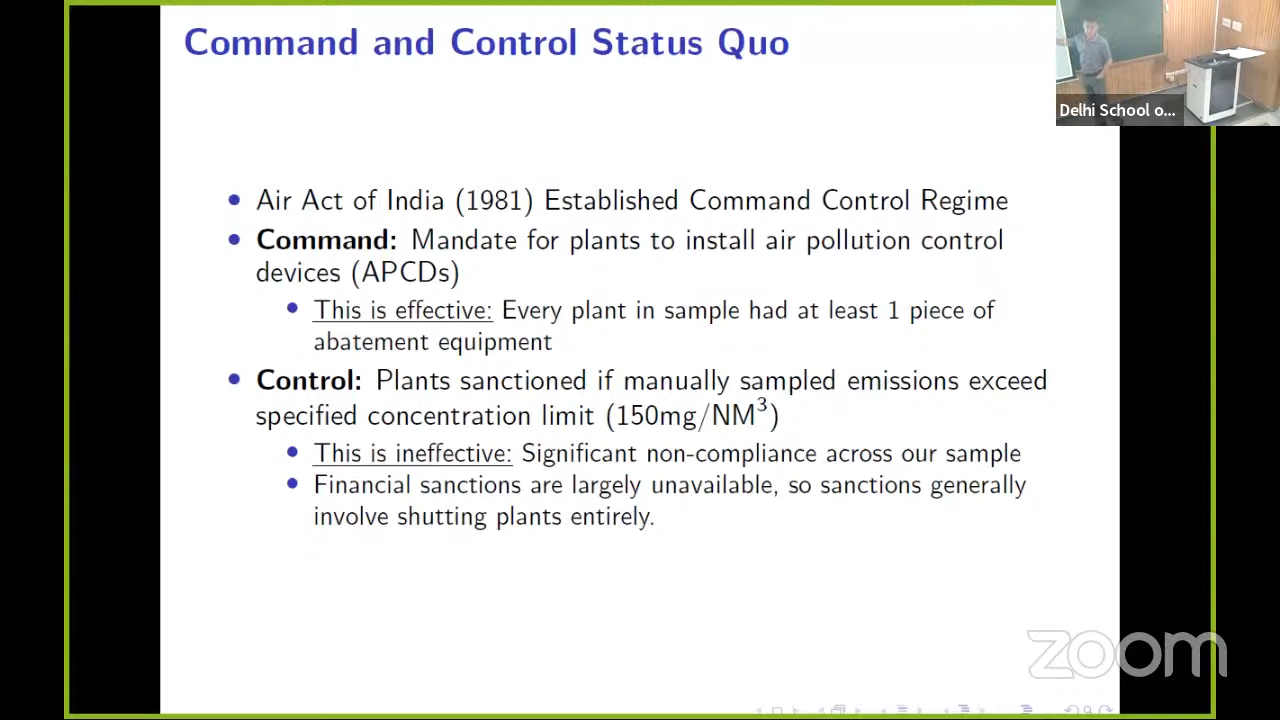 Command and Control Status Quo
Delhi School o...
Air Act of India (1981) Established Command Control Regime
Command: Mandate for plants to install air pollution control
devices (APCDs)
This is effective: Every plant in sample had at least 1 piece of
abatement equipment
Control: Plants sanctioned if manually sampled emissions exceed
specified concentration limit (150mg/NM³)
This is ineffective: Significant non-compliance across our sample
Financial sanctions are largely unavailable, so sanctions generally
involve shutting plants entirely.
zoom